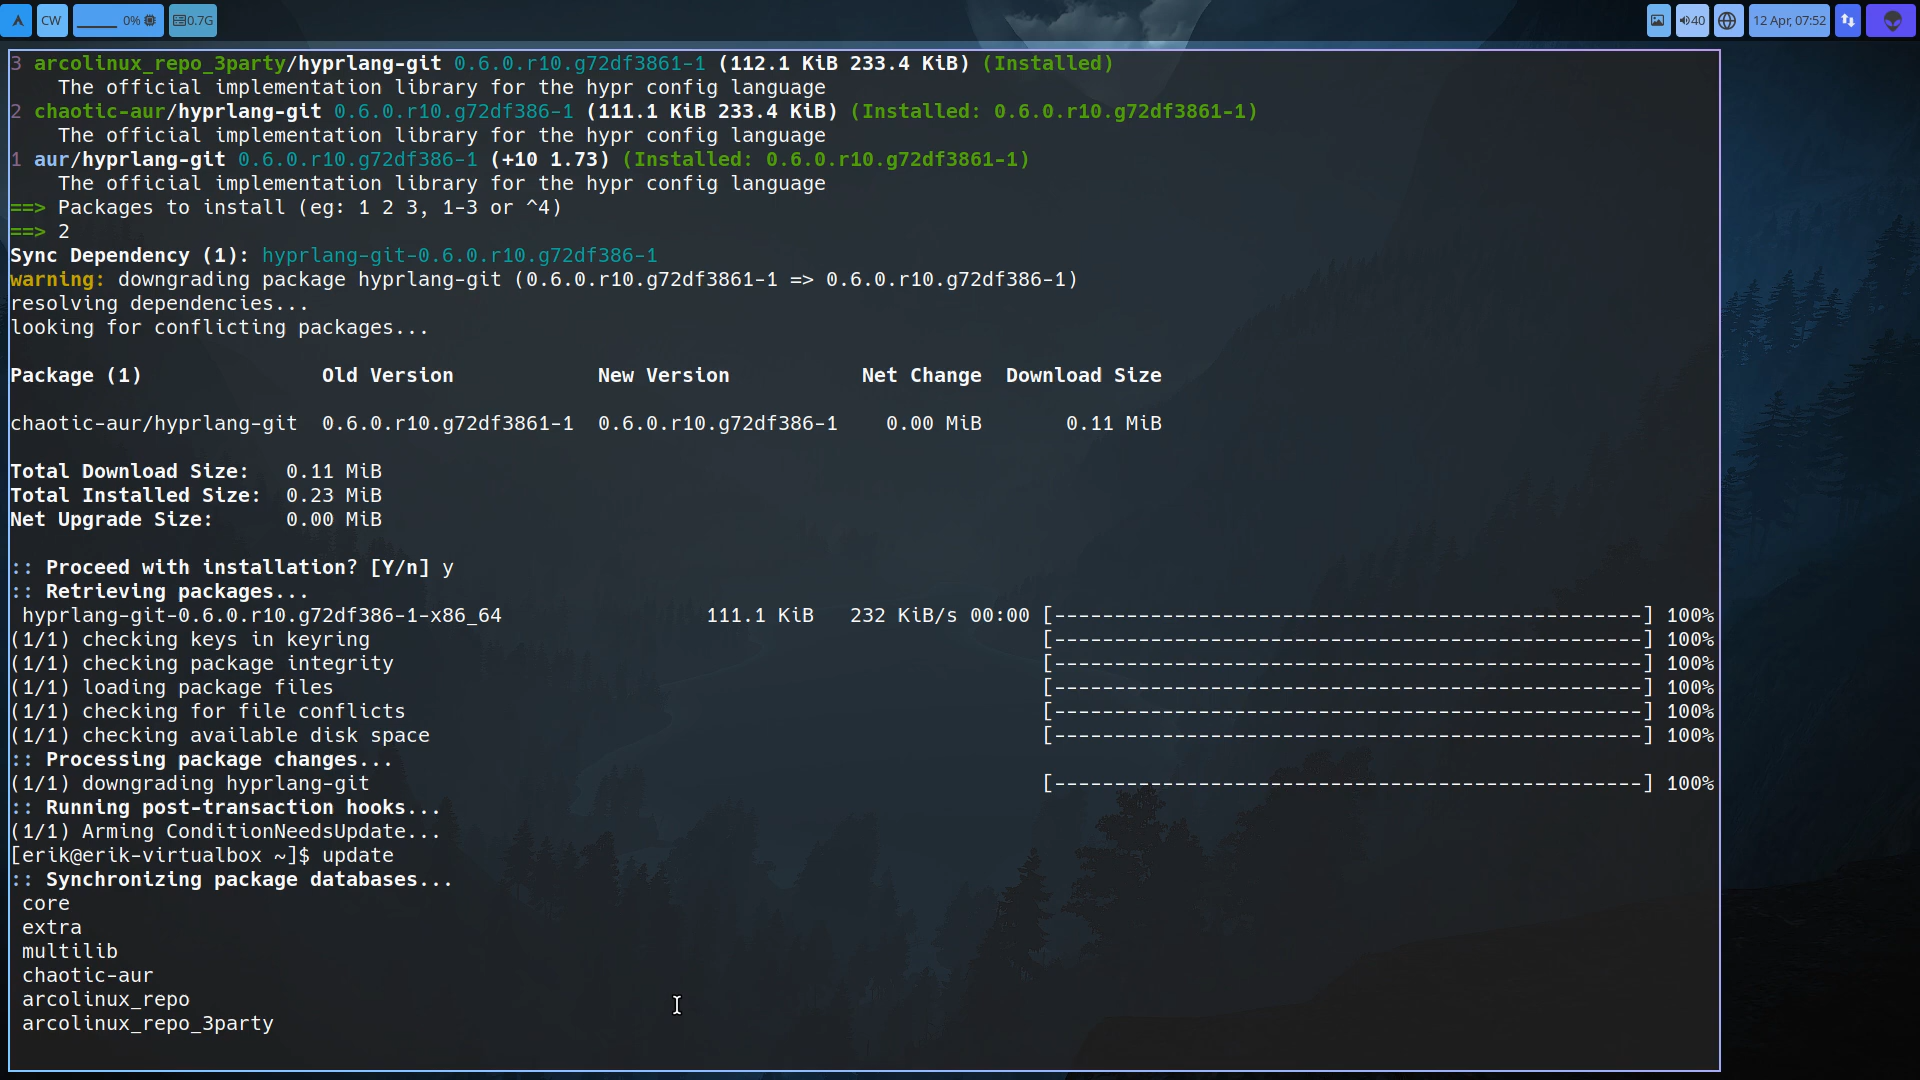 CW
0%
0.7G
40
12 Apr, 07:52
3 arcolinux_repo_3party/hyprlang-git 0.6.0.r10.g72df3861-1 (112.1 KiB 233.4 KiB) (Installed)
The official implementation library for the hypr config language
2 chaotic-aur/hyprlang-git 0.6.0.r10.g72df386-1 (111.1 KiB 233.4 KiB) (Installed: 0.6.0.r10.g72df3861-1)
The official implementation library for the hypr config language
1 aur/hyprlang-git 0.6.0.r10.g72df386-1 (+10 1.73) (Installed: 0.6.0.r10.g72df3861-1)
The official implementation library for the hypr config language
==> Packages to install (eg: 1 2 3, 1-3 or ^4)
==> 2
Sync Dependency (1): hyprlang-git-0.6.0.r10.g72df386-1
warning: downgrading package hyprlang-git (0.6.0.r10.g72df3861-1 => 0.6.0.r10.g72df386-1)
resolving dependencies...
looking for conflicting packages...
Package (1) Old Version New Version Net Change Download Size
chaotic-aur/hyprlang-git 0.6.0.r10.g72df3861-1 0.6.0.r10.g72df386-1 0.00 MiB 0.11 MiB
Total Download Size: 0.11 MiB
Total Installed Size: 0.23 MiB
Net Upgrade Size: 0.00 MiB
:: Proceed with installation? [Y/n] y
:: Retrieving packages...
hyprlang-git-0.6.0.r10.g72df386-1-x86_64 111.1 KiB 232 KiB/s 00:00 [-------------------------------------------------] 100%
(1/1) checking keys in keyring [-------------------------------------------------] 100%
(1/1) checking package integrity [-------------------------------------------------] 100%
(1/1) loading package files [-------------------------------------------------] 100%
(1/1) checking for file conflicts [-------------------------------------------------] 100%
(1/1) checking available disk space [-------------------------------------------------] 100%
:: Processing package changes...
(1/1) downgrading hyprlang-git [-------------------------------------------------] 100%
:: Running post-transaction hooks...
(1/1) Arming ConditionNeedsUpdate...
[erik@erik-virtualbox ~]$ update
:: Synchronizing package databases...
core
extra
multilib
chaotic-aur
arcolinux_repo
arcolinux_repo_3party